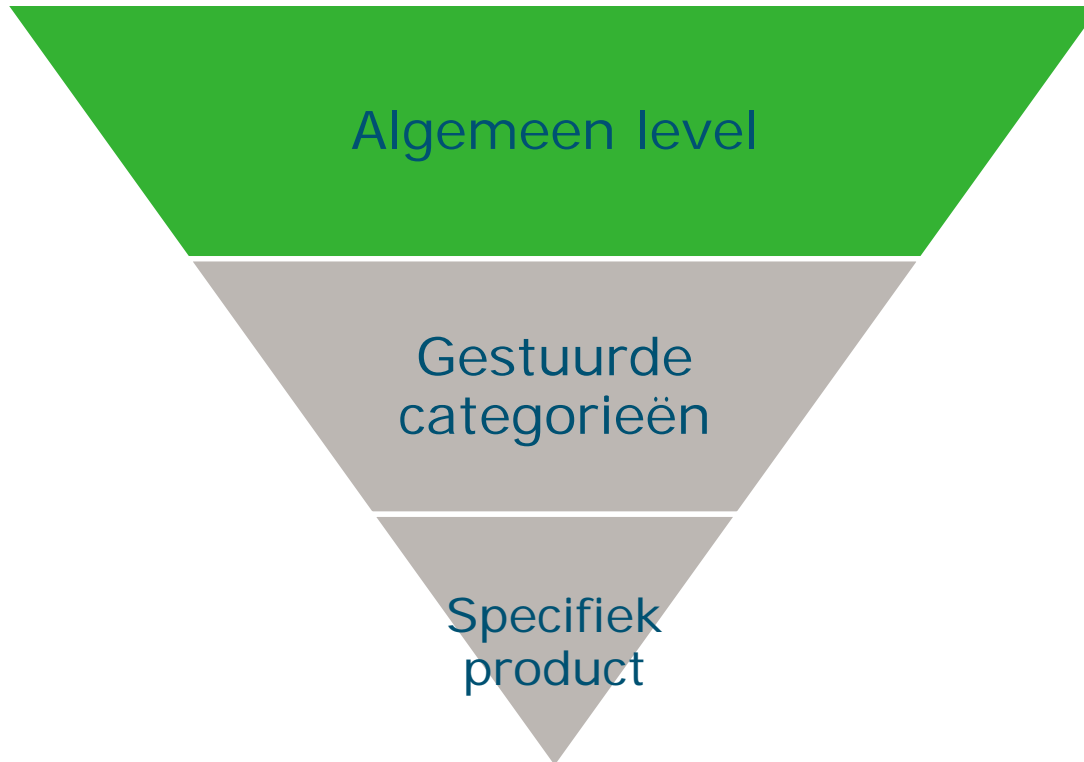 Algemeen level
Gestuurde
categorieën
Specifiek
product